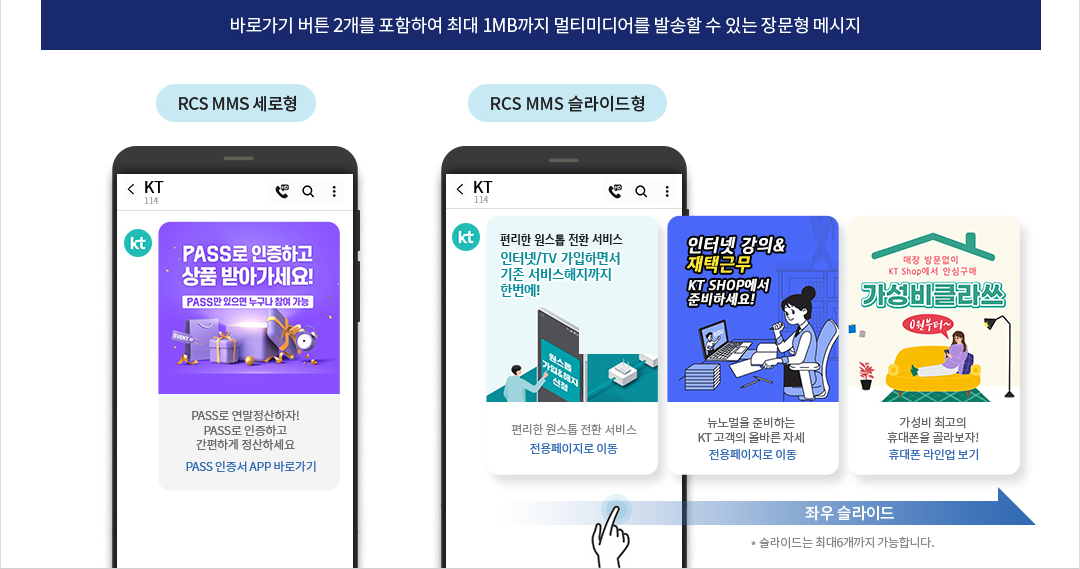 바로가기 버튼 2개를 포함하여 최대 1MB까지 멀티미디어를 발송할 수 있는 장문형 메시지
RCS MMS 세로형
KT
114
kt
PASS로 인증하고
상품 받아가세요!
PASS만 있으면 누구나 참여 가능
EVENT
PASS로 연말정산하자!
PASS로 인증하고
간편하게 정산하세요
PASS 인증서 APP 바로가기
RCS MMS 슬라이드형
KT
114
kt
편리한 원스톱 전환 서비스
인터넷/TV 가입하면서
기존 서비스해지까지
한번에!
원스톱
가입&해지
신청
편리한 원스톱 전환 서비스
전용페이지로 이동
인터넷 강의&
재택근무
KT SHOP에서
준비하세요!
뉴노멀을 준비하는
KT 고객의 올바른 자세
전용페이지로 이동
매장 방문없이
KT Shop에서 안심구매
가성비클라쓰
0원부터~
가성비 최고의
휴대폰을 골라보자!
휴대폰 라인업 보기
좌우 슬라이드
* 슬라이드는 최대6개까지 가능합니다.